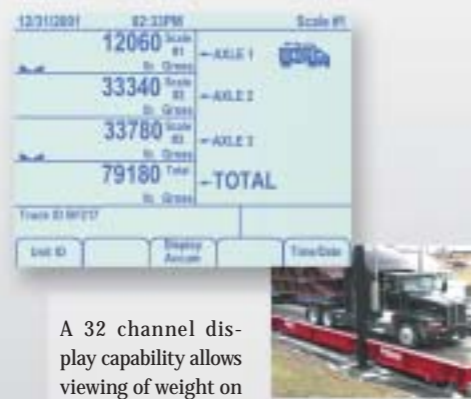 12/31/2001 02:33PM Scale #1
12060 Scale #1
lb Gross
←AXLE 1
33340 Scale #2
lb Gross
←AXLE 2
33780 Scale
lb Gross
←AXLE 3
79180 Total
lb Gross
←TOTAL
Truck ID
Unit ID
Display Accum
Time/Date
A 32 channel dis-
play capability allows
viewing of weight on